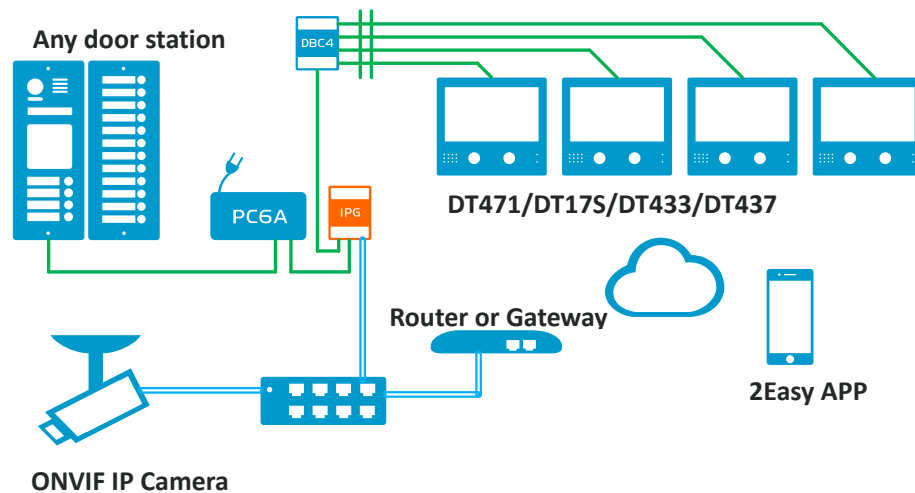 Any door station
DBC4
DT471/DT17S/DT433/DT437
PC6A
IPG
Router or Gateway
2Easy APP
ONVIF IP Camera